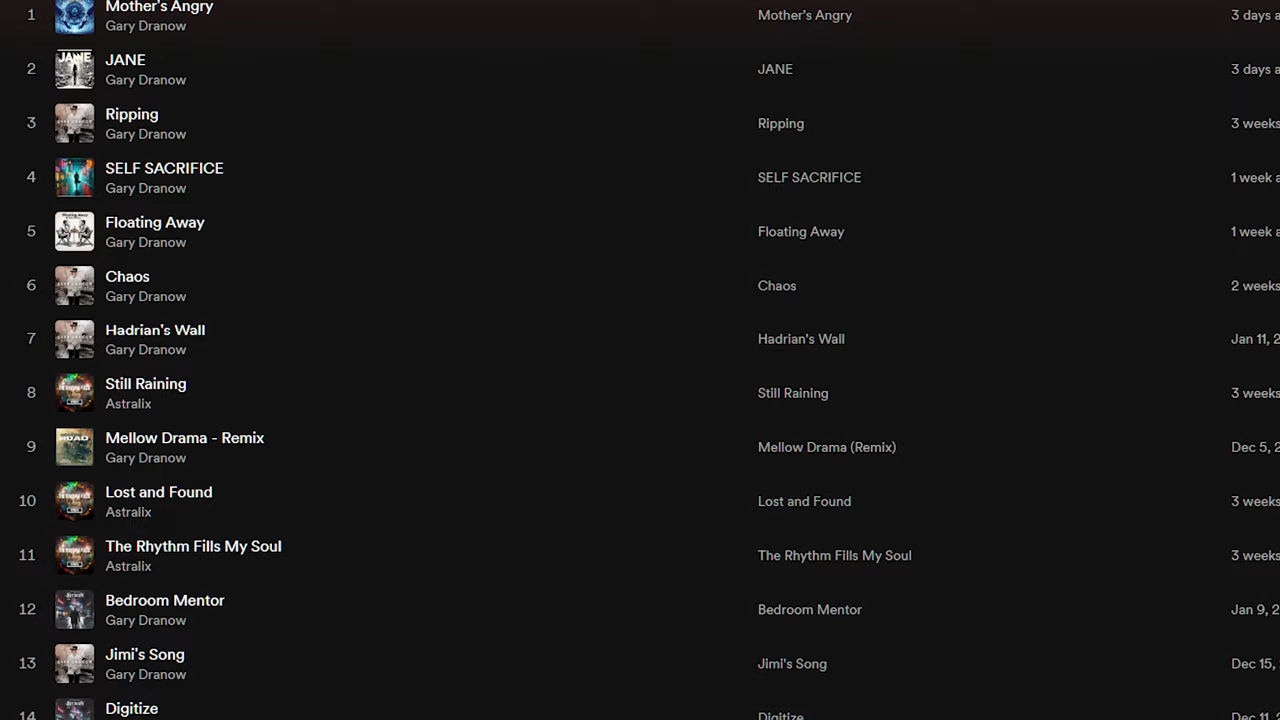 1 Mother's Angry Mother's Angry 3 days a
Gary Dranow
2 JANE JANE 3 days a
Gary Dranow
3 Ripping Ripping 3 weeks
Gary Dranow
4 SELF SACRIFICE SELF SACRIFICE 1 week a
Gary Dranow
5 Floating Away Floating Away 1 week a
Gary Dranow
6 Chaos Chaos 2 weeks
Gary Dranow
7 Hadrian's Wall Hadrian's Wall Jan 11, 2
Gary Dranow
8 Still Raining Still Raining 3 weeks
Astralix
9 Mellow Drama - Remix Mellow Drama (Remix) Dec 5, 2
Gary Dranow
10 Lost and Found Lost and Found 3 weeks
Astralix
11 The Rhythm Fills My Soul The Rhythm Fills My Soul 3 weeks
Astralix
12 Bedroom Mentor Bedroom Mentor Jan 9, 2
Gary Dranow
13 Jimi's Song Jimi's Song Dec 15,
Gary Dranow
14 Digitize Digitize Dec 11, 2